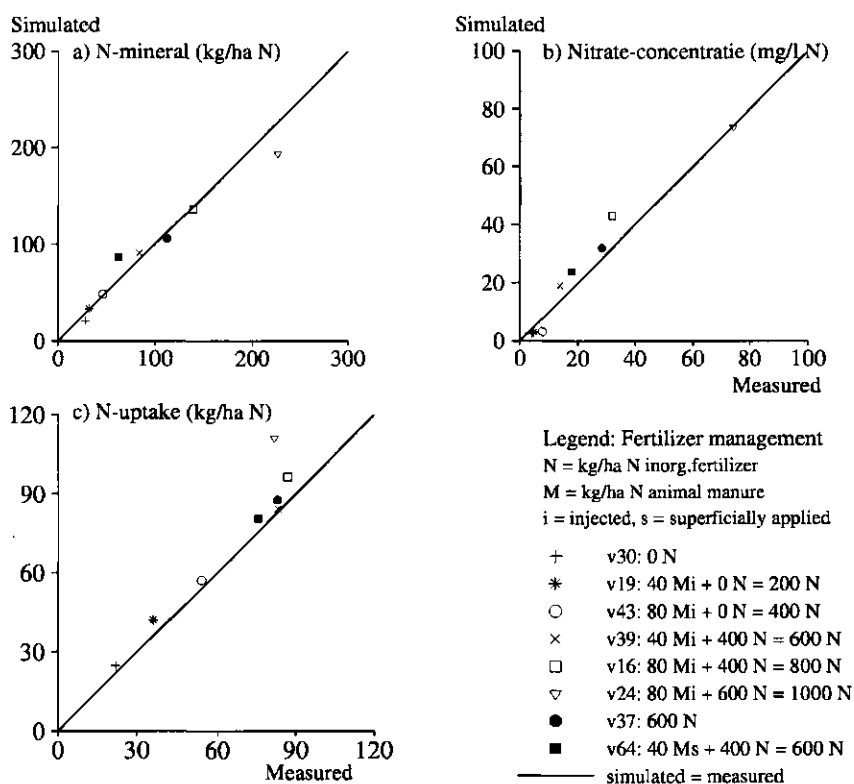 Simulated
a) N-mineral (kg/ha N)
300
200
100
0
0 100 200 300
Simulated
b) Nitrate-concentratie (mg/l N)
100
80
60
40
20
0
0 20 40 60 80 100
Measured
c) N-uptake (kg/ha N)
120
90
60
30
0
0 30 60 90 120
Measured
Legend: Fertilizer management
N = kg/ha N inorg.fertilizer
M = kg/ha N animal manure
i = injected, s = superficially applied
v30: 0 N
v19: 40 Mi + 0 N = 200 N
v43: 80 Mi + 0 N = 400 N
v39: 40 Mi + 400 N = 600 N
v16: 80 Mi + 400 N = 800 N
v24: 80 Mi + 600 N = 1000 N
v37: 600 N
v64: 40 Ms + 400 N = 600 N
simulated = measured